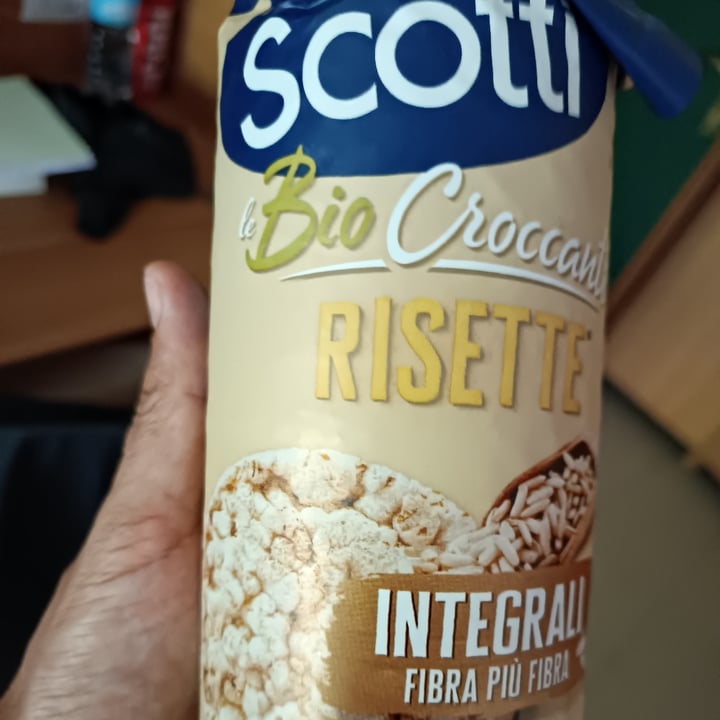 scotti
le Bio Croccanti
RISETTE
INTEGRALI
FIBRA PIÙ FIBRA